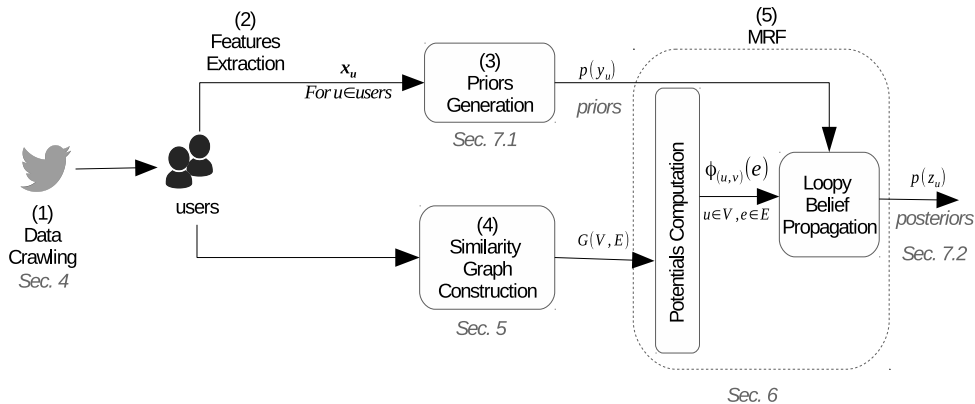 (1)
Data
Crawling
Sec. 4
users
(2)
Features
Extraction
x_u
For u∈users
(3)
Priors
Generation
Sec. 7.1
p(y_u)
priors
(4)
Similarity
Graph
Construction
Sec. 5
G(V,E)
(5)
MRF
Potentials Computation
ϕ_(u,v)(e)
u∈V,e∈E
Loopy
Belief
Propagation
Sec. 6
p(z_u)
posteriors
Sec. 7.2